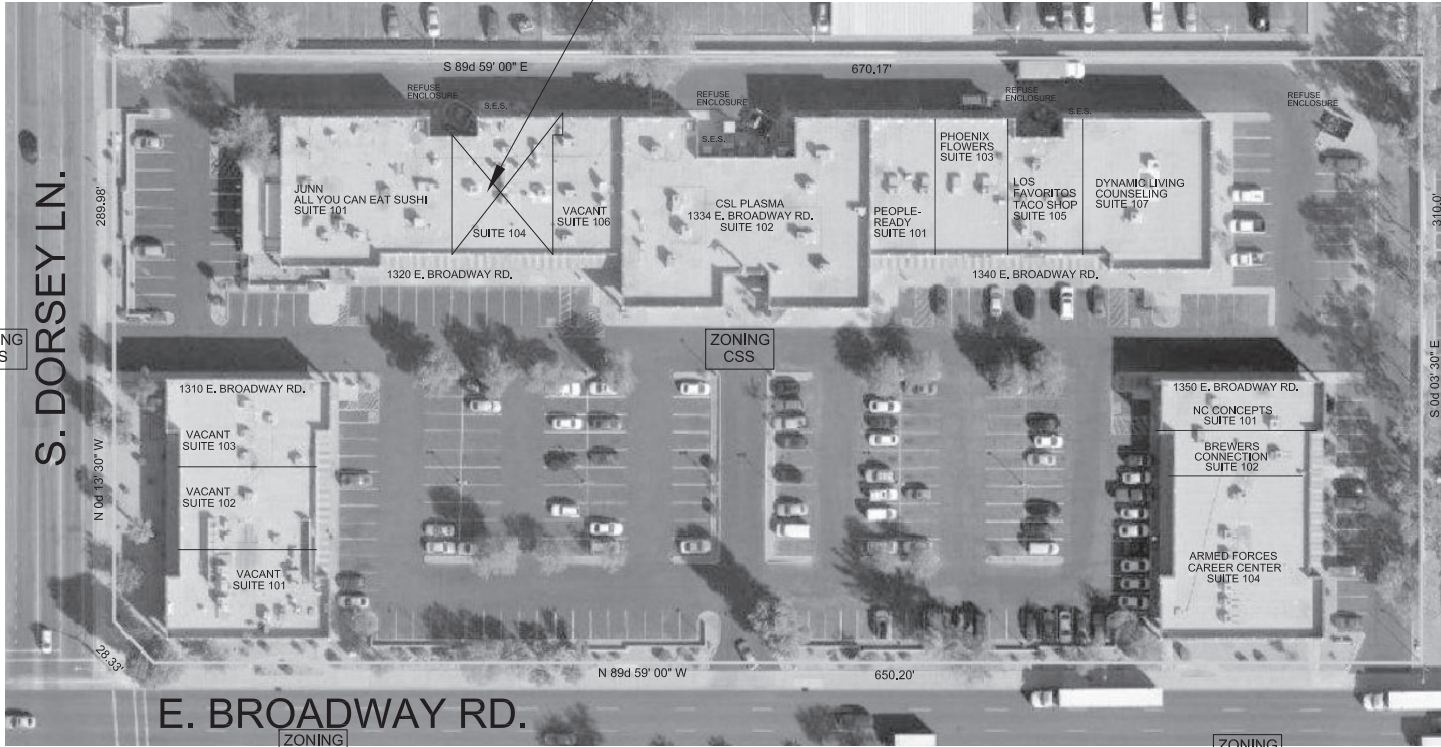 S 89d 59' 00" E
670.17'
REFUSE
ENCLOSURE
S.E.S.
REFUSE
ENCLOSURE
S.E.S.
REFUSE
ENCLOSURE
S.E.S.
REFUSE
ENCLOSURE
S. DORSEY LN.
289.98'
N 0d 13' 30" W
JUNN
ALL YOU CAN EAT SUSHI
SUITE 101
SUITE 104
VACANT
SUITE 106
1320 E. BROADWAY RD.
CSL PLASMA
1334 E. BROADWAY RD.
SUITE 102
PEOPLE-
READY
SUITE 101
PHOENIX
FLOWERS
SUITE 103
LOS
FAVORITOS
TACO SHOP
SUITE 105
DYNAMIC LIVING
COUNSELING
SUITE 107
1340 E. BROADWAY RD.
310.0'
S 0d 03' 30" E
NG
S
ZONING
CSS
1310 E. BROADWAY RD.
VACANT
SUITE 103
VACANT
SUITE 102
VACANT
SUITE 101
1350 E. BROADWAY RD.
NC CONCEPTS
SUITE 101
BREWERS
CONNECTION
SUITE 102
ARMED FORCES
CAREER CENTER
SUITE 104
28.33'
N 89d 59' 00" W
650.20'
E. BROADWAY RD.
ZONING
ZONING